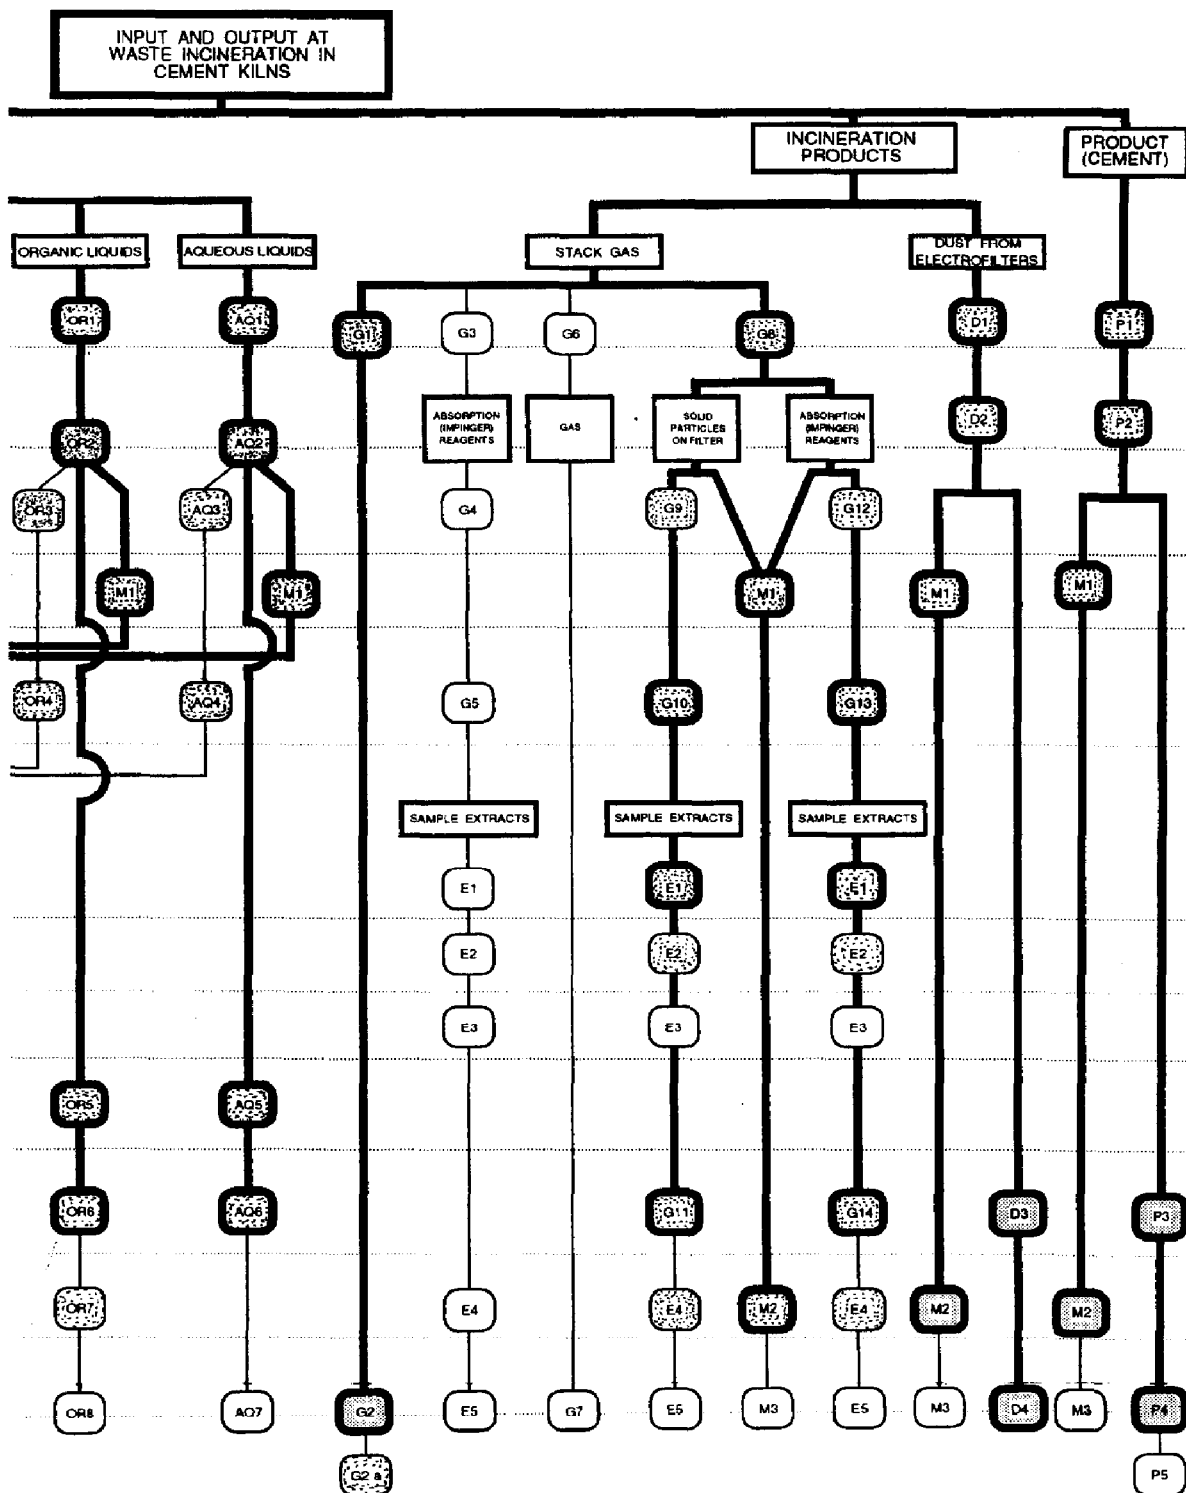 INPUT AND OUTPUT AT
WASTE INCINERATION IN
CEMENT KILNS
INCINERATION
PRODUCTS
PRODUCT
(CEMENT)
ORGANIC LIQUIDS
AQUEOUS LIQUIDS
STACK GAS
DUST FROM
ELECTROFILTERS
OR1
AQ1
G1
G3
G6
G8
D1
P1
ABSORPTION
(IMPINGER)
REAGENTS
GAS
SOLID
PARTICLES
ON FILTER
ABSORPTION
(IMPINGER)
REAGENTS
OR2
AQ2
D2
P2
OR3
AQ3
G4
G9
G12
M1
M1
M1
M1
M1
OR4
AQ4
G5
G10
G13
SAMPLE EXTRACTS
SAMPLE EXTRACTS
SAMPLE EXTRACTS
E1
E1
E1
E2
E2
E2
E3
E3
E3
OR5
AQ5
OR6
AQ6
G11
G14
D3
P3
OR7
E4
E4
M2
E4
M2
M2
OR8
AQ7
G2
E5
G7
E5
M3
E5
M3
D4
M3
P4
G2 a
P5